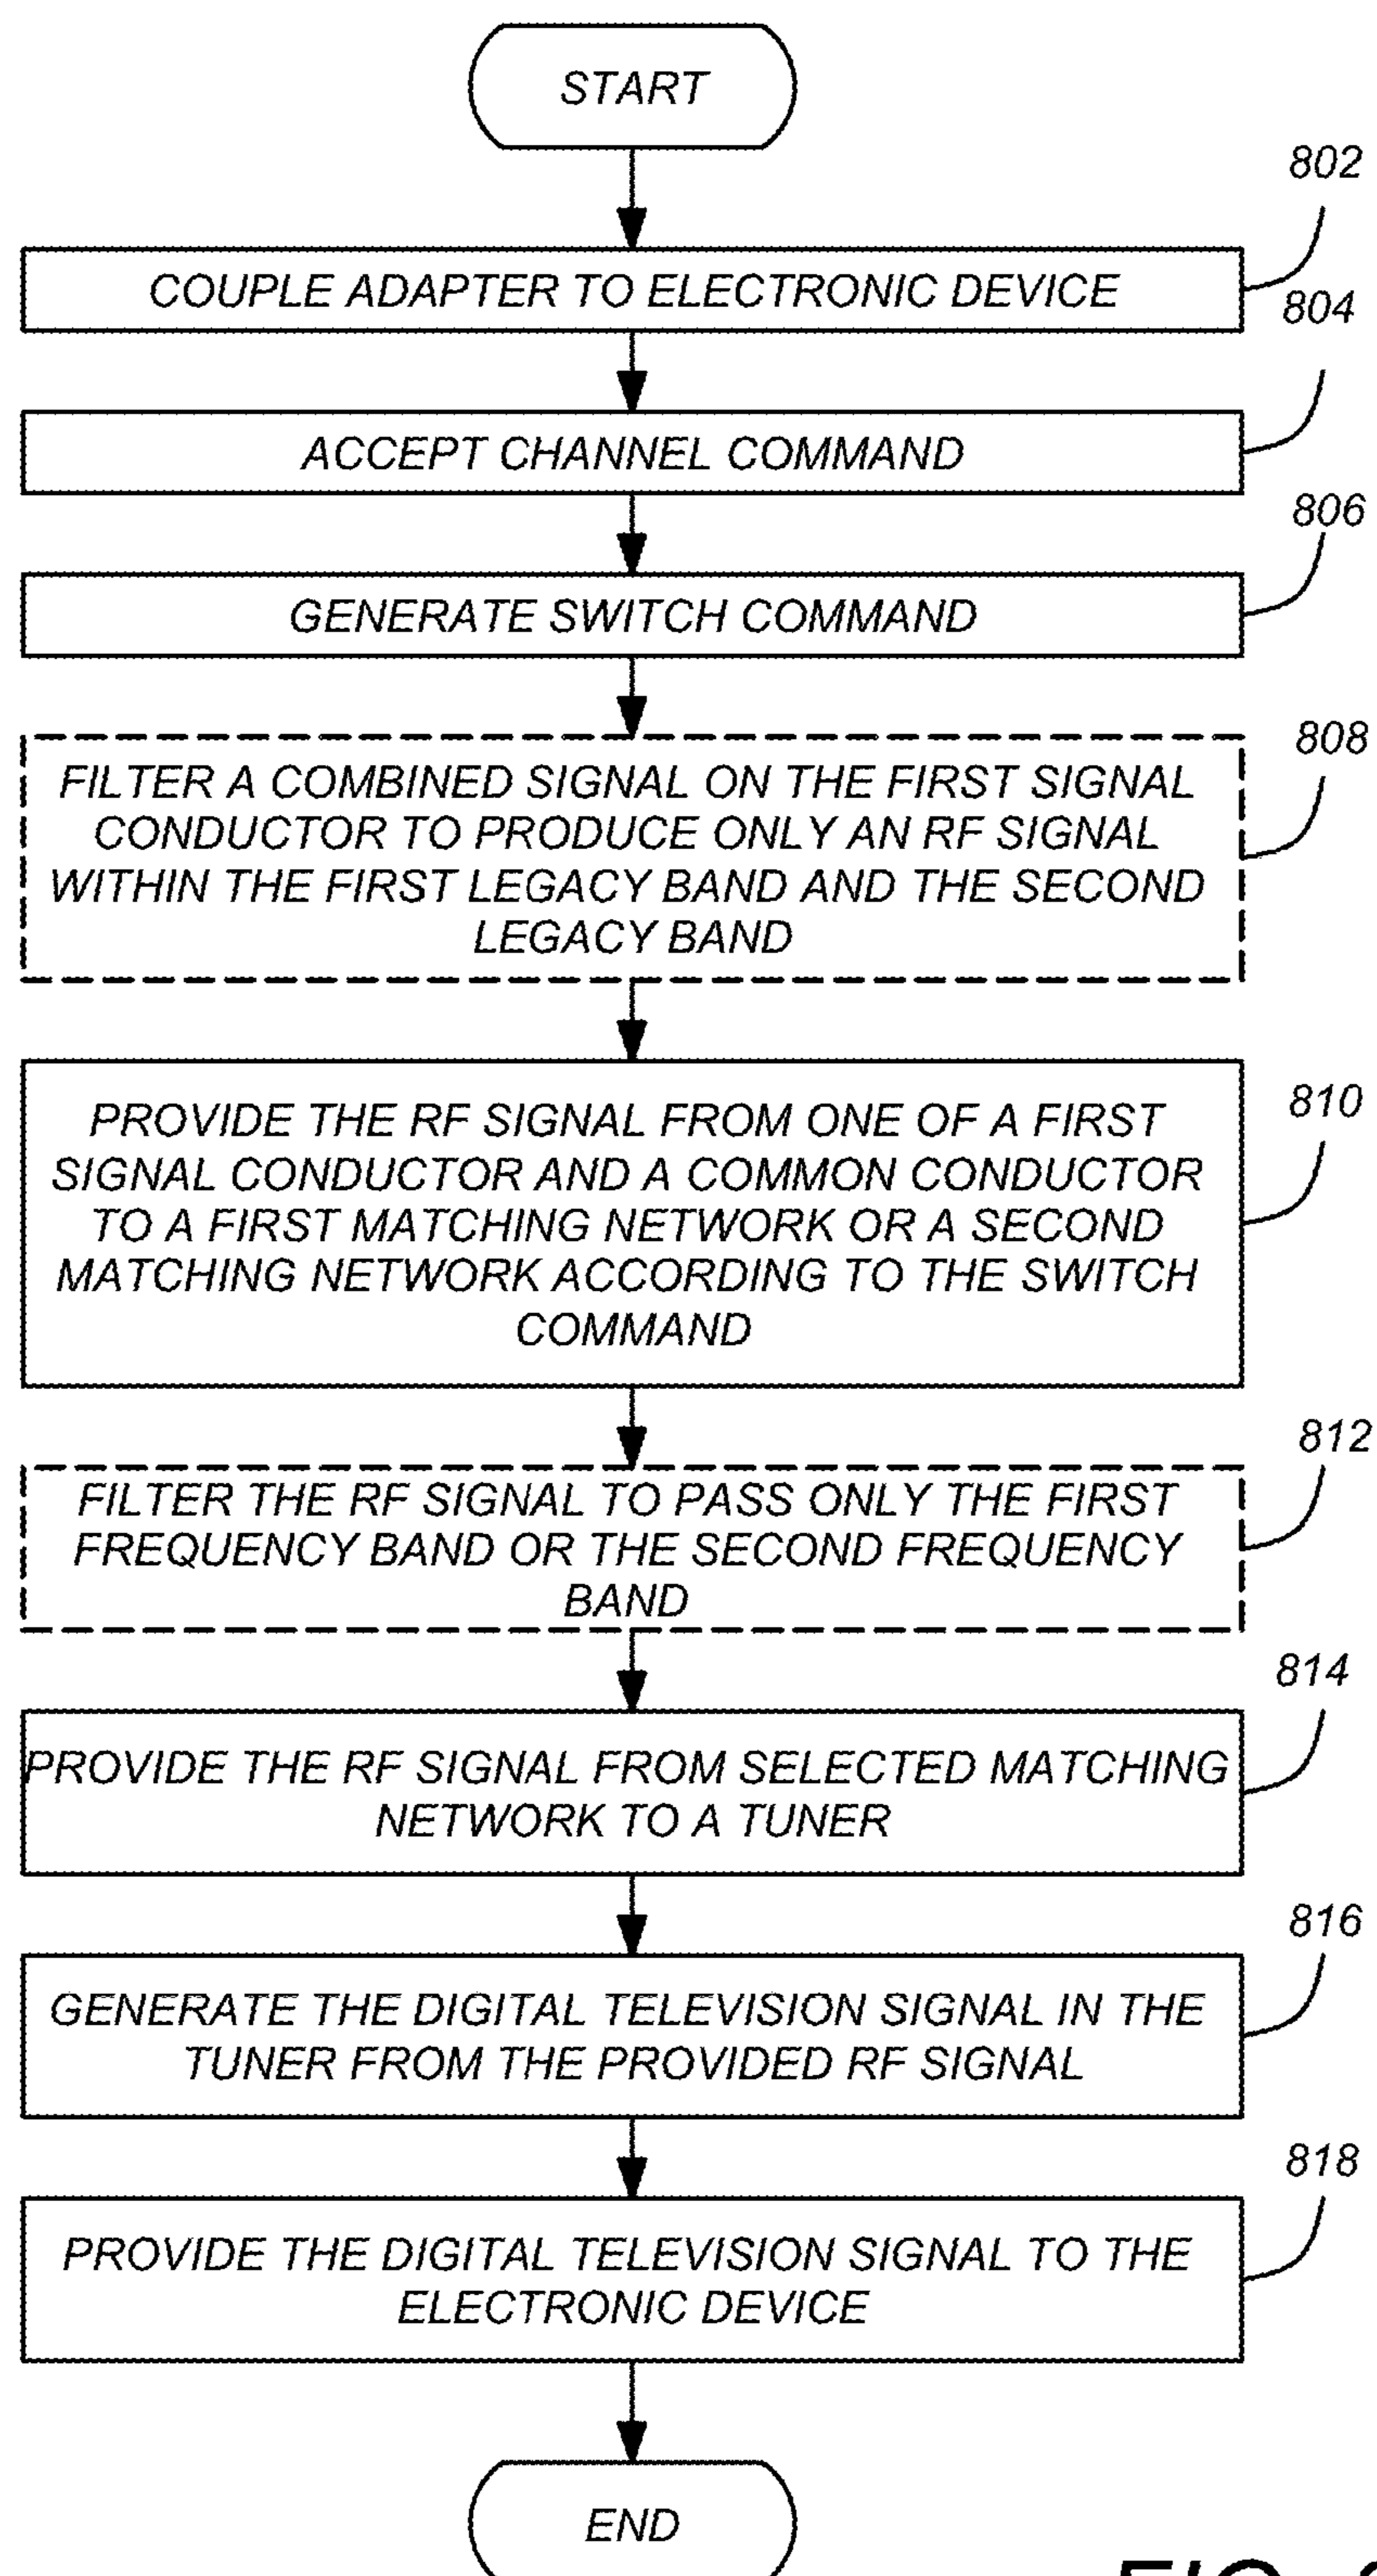 START
802
COUPLE ADAPTER TO ELECTRONIC DEVICE
804
ACCEPT CHANNEL COMMAND
806
GENERATE SWITCH COMMAND
808
FILTER A COMBINED SIGNAL ON THE FIRST SIGNAL
CONDUCTOR TO PRODUCE ONLY AN RF SIGNAL
WITHIN THE FIRST LEGACY BAND AND THE SECOND
LEGACY BAND
810
PROVIDE THE RF SIGNAL FROM ONE OF A FIRST
SIGNAL CONDUCTOR AND A COMMON CONDUCTOR
TO A FIRST MATCHING NETWORK OR A SECOND
MATCHING NETWORK ACCORDING TO THE SWITCH
COMMAND
812
FILTER THE RF SIGNAL TO PASS ONLY THE FIRST
FREQUENCY BAND OR THE SECOND FREQUENCY
BAND
814
PROVIDE THE RF SIGNAL FROM SELECTED MATCHING
NETWORK TO A TUNER
816
GENERATE THE DIGITAL TELEVISION SIGNAL IN THE
TUNER FROM THE PROVIDED RF SIGNAL
818
PROVIDE THE DIGITAL TELEVISION SIGNAL TO THE
ELECTRONIC DEVICE
END